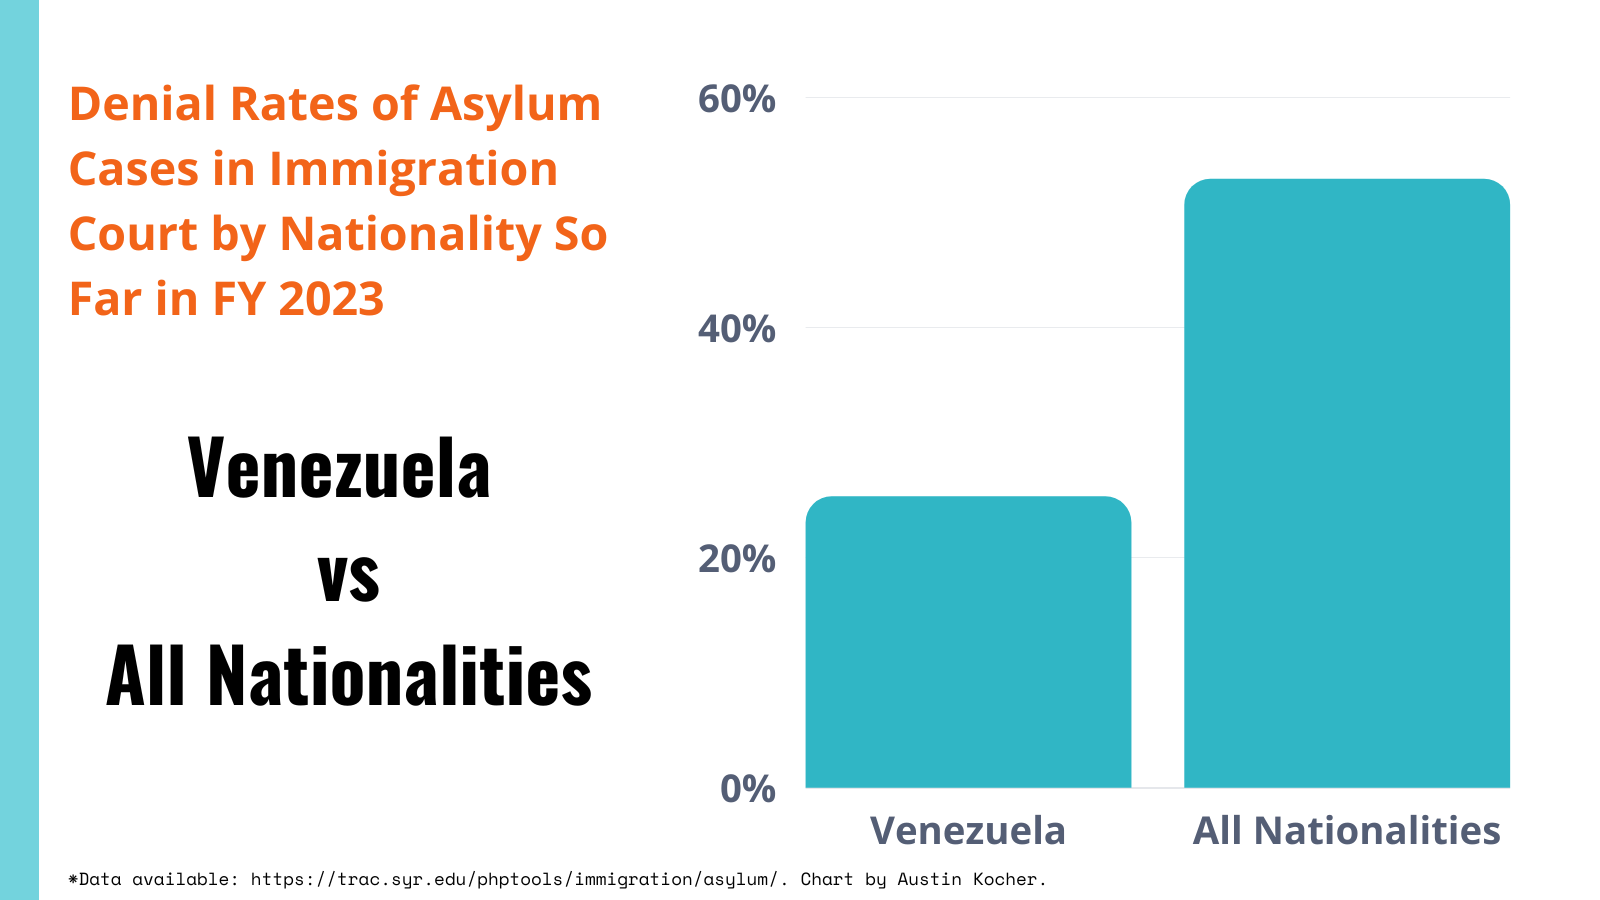 Denial Rates of Asylum
Cases in Immigration
Court by Nationality So
Far in FY 2023
Venezuela
vs
All Nationalities
60%
40%
20%
0%
Venezuela
All Nationalities
*Data available: https://trac.syr.edu/phptools/immigration/asylum/. Chart by Austin Kocher.